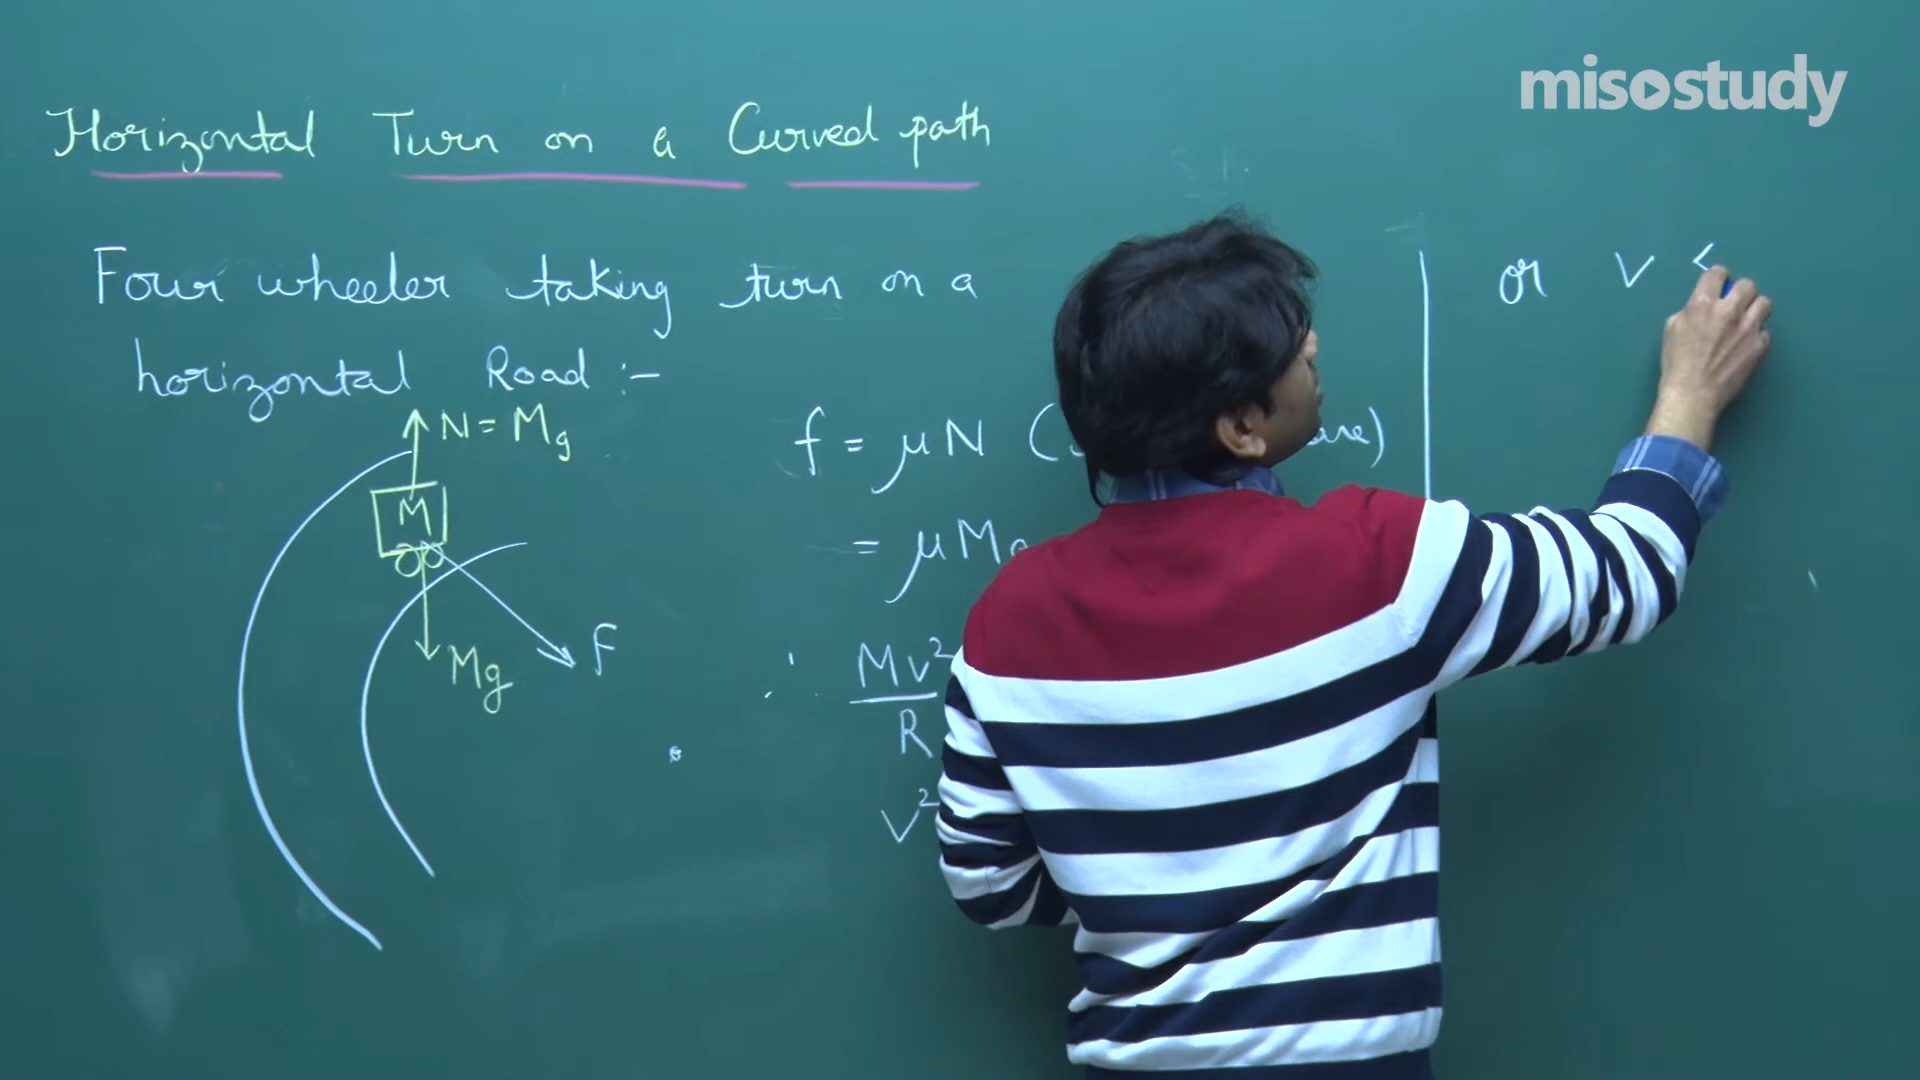 misostudy
Horizontal Turn on a Curved path
Four wheeler taking turn on a
horizontal Road :-
N = Mg
M
Mg
F
f = μN (
= μMg
∴ Mv²
R
v²
or v <